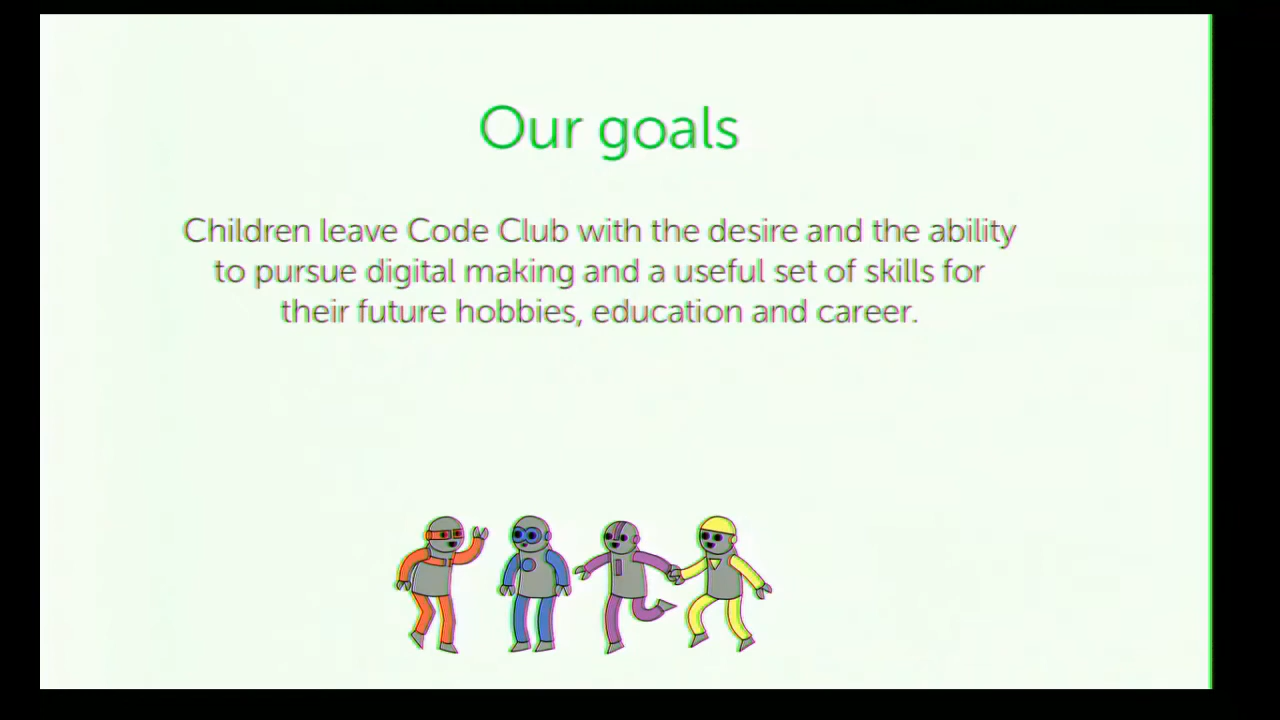 Our goals
Children leave Code Club with the desire and the ability
to pursue digital making and a useful set of skills for
their future hobbies, education and career.